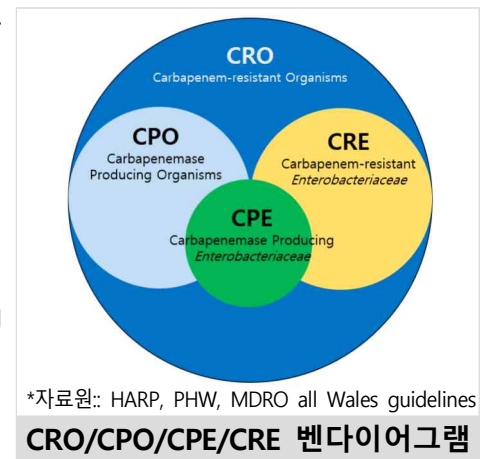 CRO
Carbapenem-resistant Organisms
CPO
Carbapenemase
Producing Organisms
CRE
Carbapenem-resistant
Enterobacteriaceae
CPE
Carbapenemase Producing
Enterobacteriaceae
*자료원:: HARP, PHW, MDRO all Wales guidelines
CRO/CPO/CPE/CRE 벤다이어그램